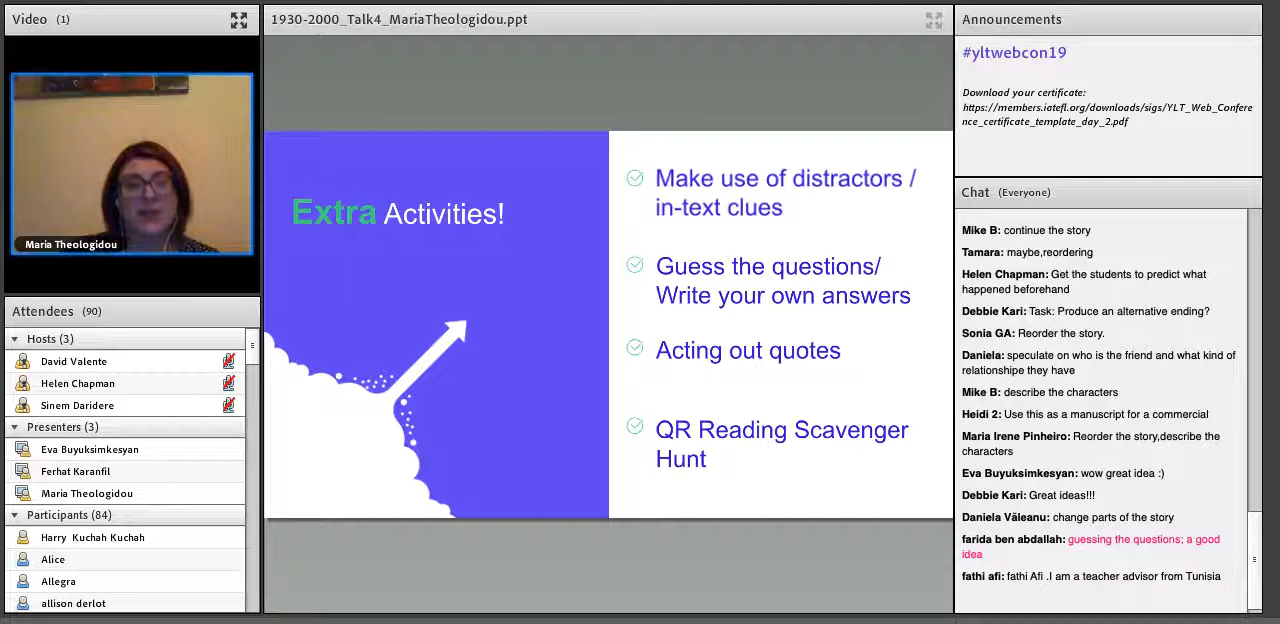 Video (1)
Maria Theologidou
Attendees (90)
Hosts (3)
David Valente
Helen Chapman
Sinem Daridere
Presenters (3)
Eva Buyuksimkesyan
Ferhat Karanfil
Maria Theologidou
Participants (84)
Harry Kuchah Kuchah
Alice
Allegra
allison derlot
1930-2000_Talk4_MariaTheologidou.ppt
Extra Activities!
Make use of distractors /
in-text clues
Guess the questions/
Write your own answers
Acting out quotes
QR Reading Scavenger
Hunt
Announcements
#yltwebcon19
Download your certificate:
https://members.iatefl.org/downloads/sigs/YLT_Web_Confere
nce_certificate_template_day_2.pdf
Chat (Everyone)
Mike B: continue the story
Tamara: maybe,reordering
Helen Chapman: Get the students to predict what
happened beforehand
Debbie Kari: Task: Produce an alternative ending?
Sonia GA: Reorder the story.
Daniela: speculate on who is the friend and what kind of
relationshipe they have
Mike B: describe the characters
Heidi 2: Use this as a manuscript for a commercial
Maria Irene Pinheiro: Reorder the story,describe the
characters
Eva Buyuksimkesyan: wow great idea :)
Debbie Kari: Great ideas!!!
Daniela Văleanu: change parts of the story
farida ben abdallah: guessing the questions; a good
idea
fathi afi: fathi Afi .I am a teacher advisor from Tunisia